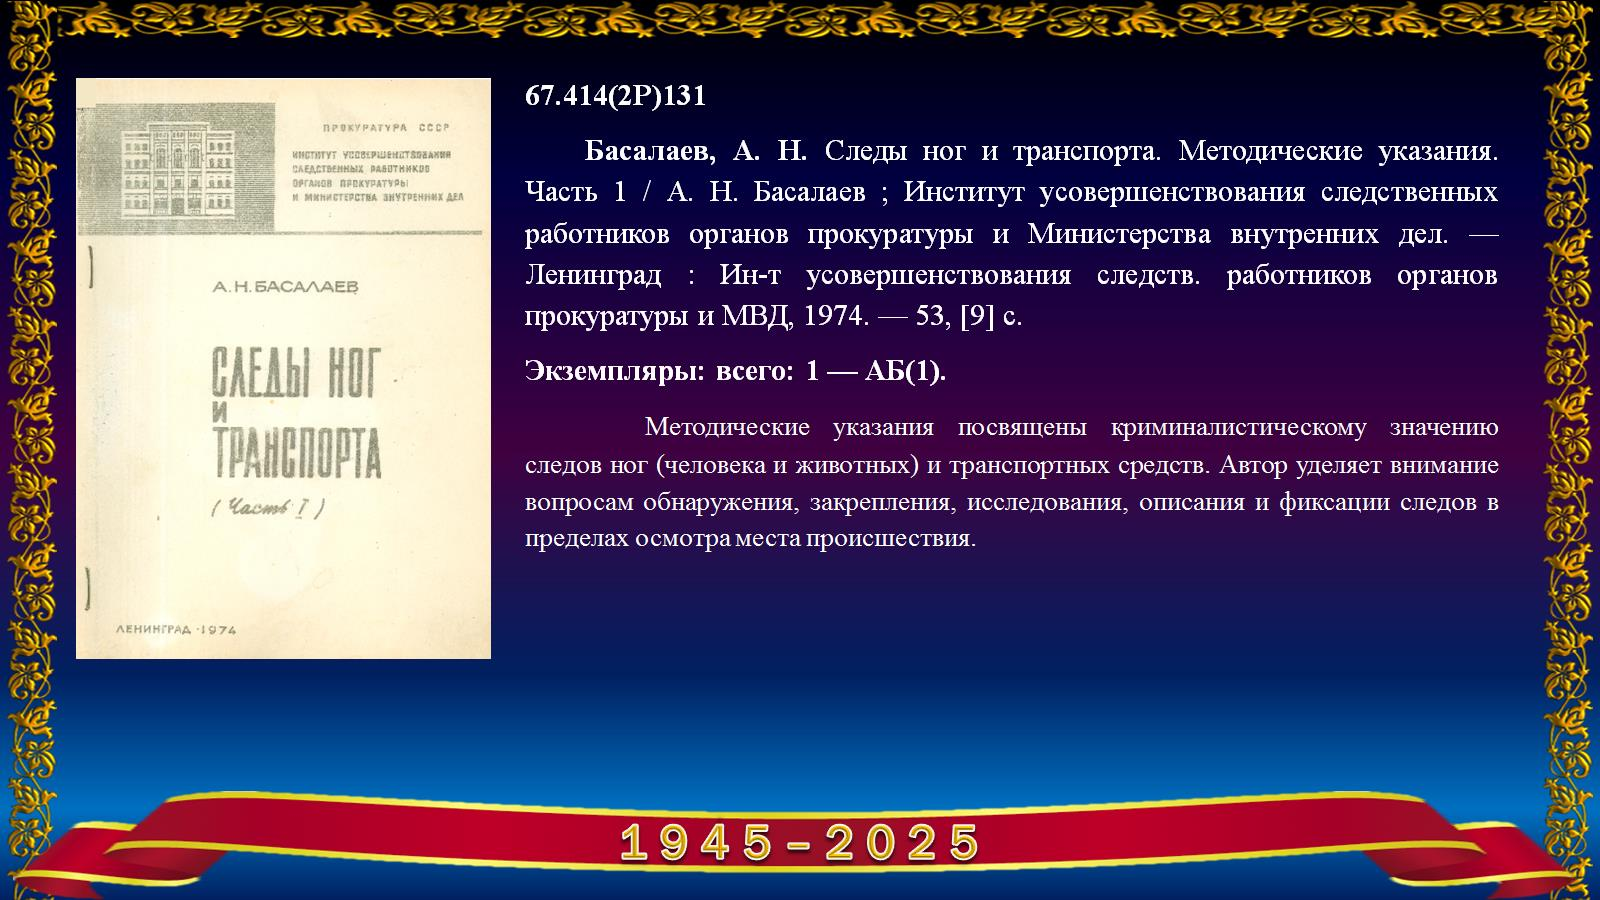 ПРОКУРАТУРА СССР
ИНСТИТУТ УСОВЕРШЕНСТВОВАНИЯ
СЛЕДСТВЕННЫХ РАБОТНИКОВ
ОРГАНОВ ПРОКУРАТУРЫ
И МИНИСТЕРСТВА ВНУТРЕННИХ ДЕЛ
А.Н.БАСАЛАЕВ
СЛЕДЫ НОГ
И
ТРАНСПОРТА
(Часть I)
ЛЕНИНГРАД ·1974
67.414(2Р)131
Басалаев, А. Н. Следы ног и транспорта. Методические указания.
Часть 1 / А. Н. Басалаев ; Институт усовершенствования следственных
работников органов прокуратуры и Министерства внутренних дел. —
Ленинград : Ин-т усовершенствования следств. работников органов
прокуратуры и МВД, 1974. — 53, [9] с.
Экземпляры: всего: 1 — АБ(1).
Методические указания посвящены криминалистическому значению
следов ног (человека и животных) и транспортных средств. Автор уделяет внимание
вопросам обнаружения, закрепления, исследования, описания и фиксации следов в
пределах осмотра места происшествия.
1945–2025